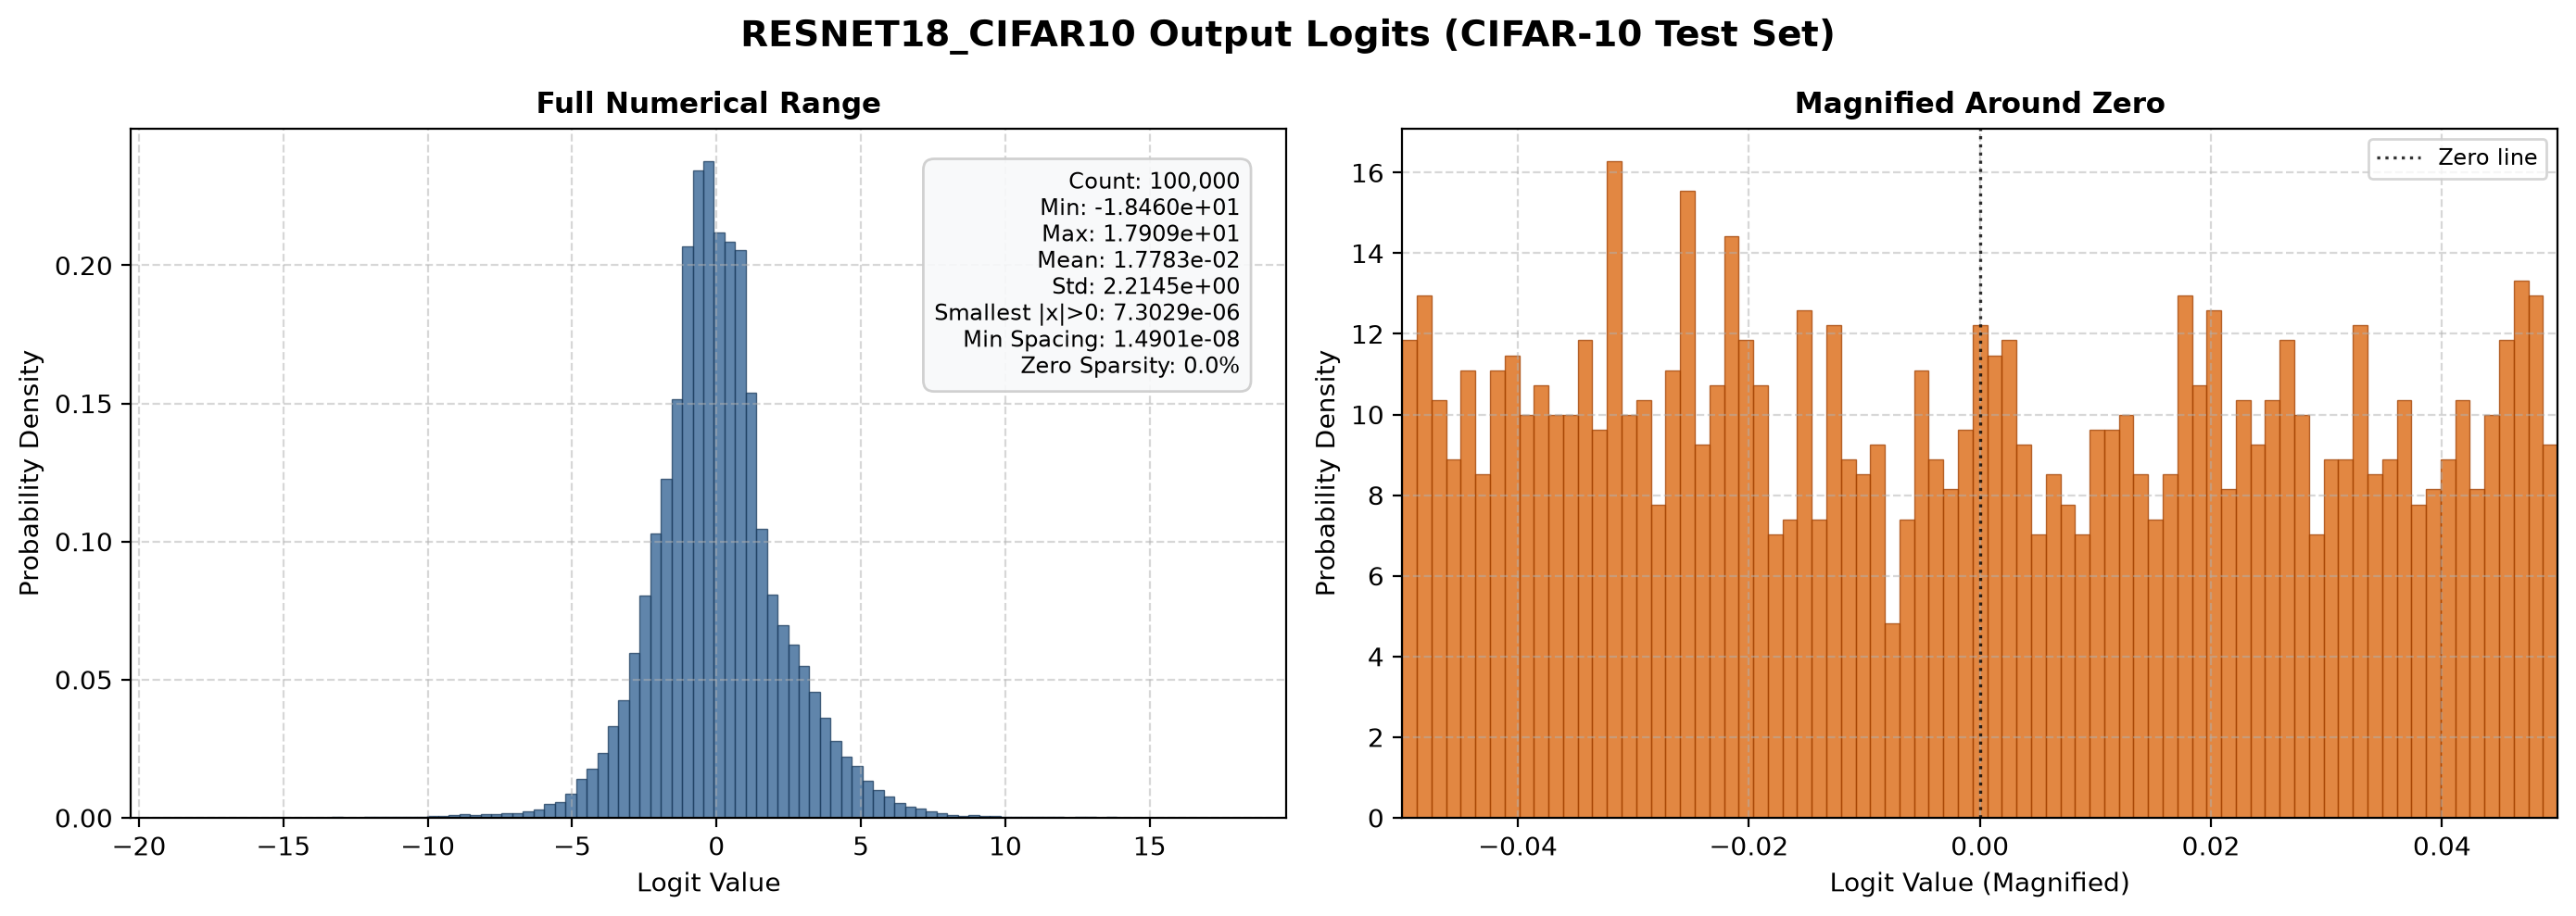 RESNET18_CIFAR10 Output Logits (CIFAR-10 Test Set)
Full Numerical Range
Probability Density
0.20
0.15
0.10
0.05
0.00
Count: 100,000
Min: -1.8460e+01
Max: 1.7909e+01
Mean: 1.7783e-02
Std: 2.2145e+00
Smallest |x|>0: 7.3029e-06
Min Spacing: 1.4901e-08
Zero Sparsity: 0.0%
−20 −15 −10 −5 0 5 10 15
Logit Value
Magnified Around Zero
Probability Density
16
14
12
10
8
6
4
2
0
Zero line
−0.04 −0.02 0.00 0.02 0.04
Logit Value (Magnified)